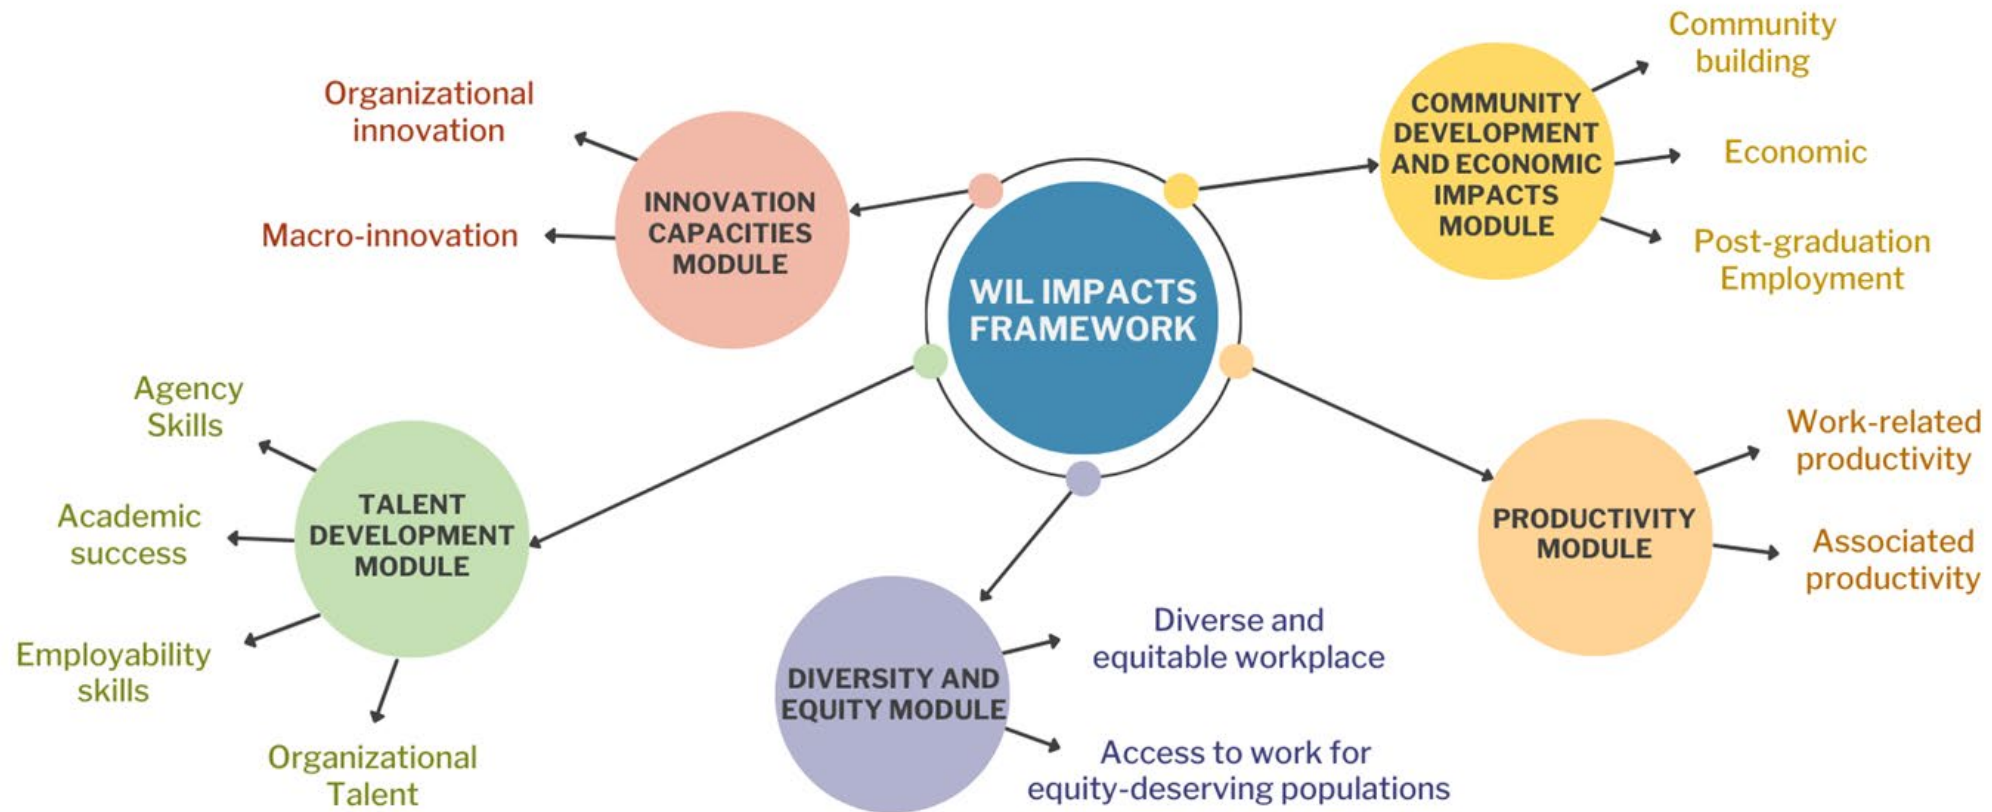 WIL IMPACTS
FRAMEWORK
INNOVATION
CAPACITIES
MODULE
Organizational
innovation
Macro-innovation
COMMUNITY
DEVELOPMENT
AND ECONOMIC
IMPACTS
MODULE
Community
building
Economic
Post-graduation
Employment
TALENT
DEVELOPMENT
MODULE
Agency
Skills
Academic
success
Employability
skills
Organizational
Talent
DIVERSITY AND
EQUITY MODULE
Diverse and
equitable workplace
Access to work for
equity-deserving populations
PRODUCTIVITY
MODULE
Work-related
productivity
Associated
productivity